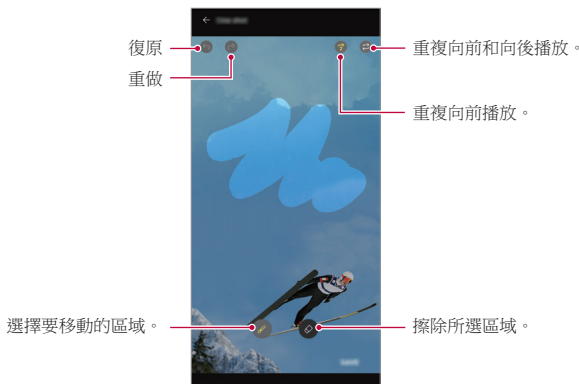 復原
重複向前和向後播放。
重做
重複向前播放。
選擇要移動的區域。
擦除所選區域。